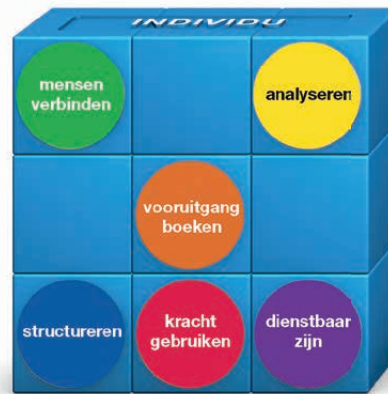 INDIVIDU
mensen
verbinden
analyseren
vooruitgang
boeken
structureren
kracht
gebruiken
dienstbaar
zijn